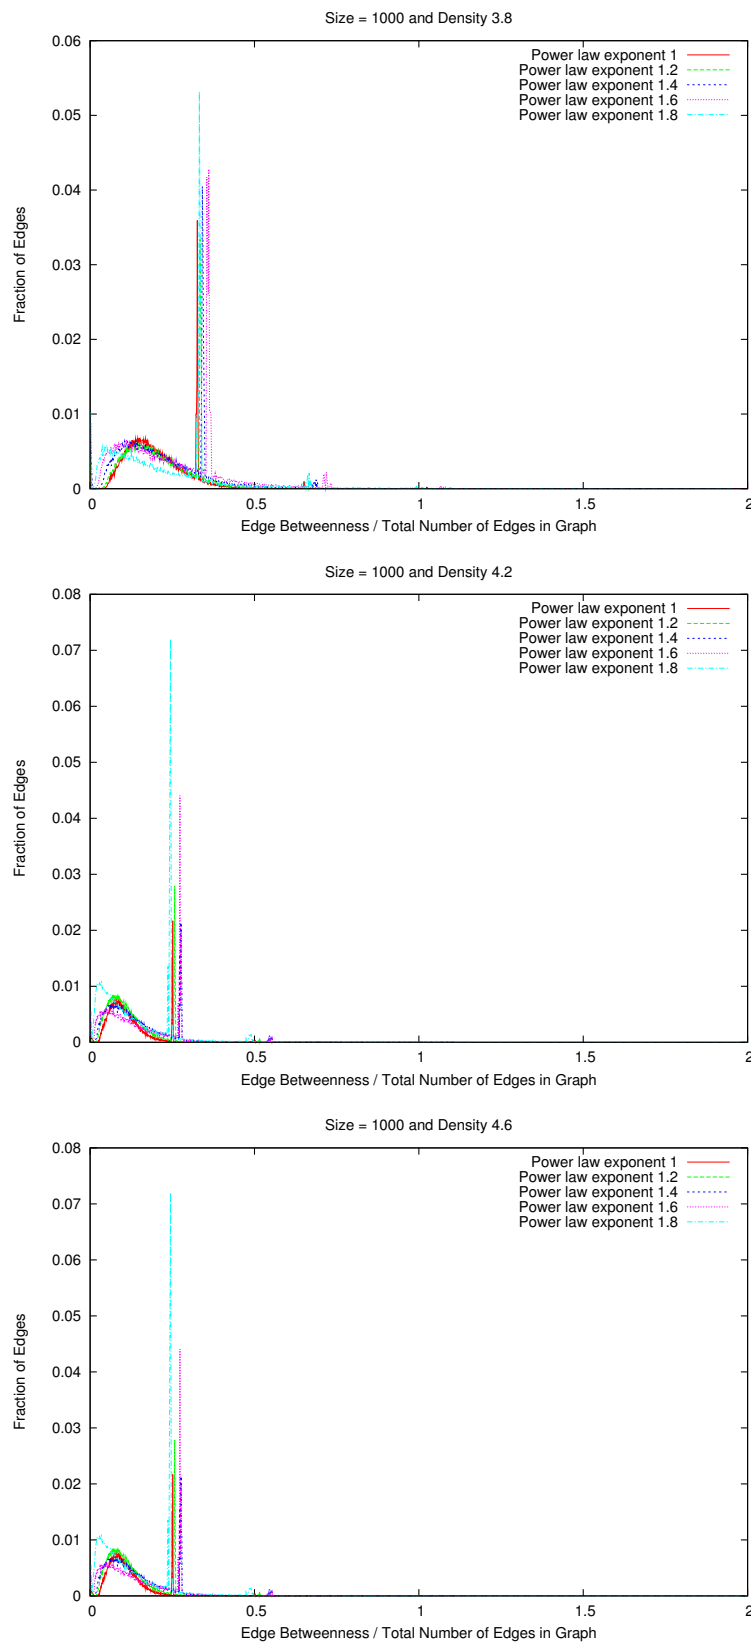 Size = 1000 and Density 3.8
0.06
0.05
0.04
0.03
0.02
0.01
0
Fraction of Edges
Power law exponent 1
Power law exponent 1.2
Power law exponent 1.4
Power law exponent 1.6
Power law exponent 1.8
0 0.5 1 1.5 2
Edge Betweenness / Total Number of Edges in Graph
Size = 1000 and Density 4.2
0.08
0.07
0.06
0.05
0.04
0.03
0.02
0.01
0
Fraction of Edges
Power law exponent 1
Power law exponent 1.2
Power law exponent 1.4
Power law exponent 1.6
Power law exponent 1.8
0 0.5 1 1.5 2
Edge Betweenness / Total Number of Edges in Graph
Size = 1000 and Density 4.6
0.08
0.07
0.06
0.05
0.04
0.03
0.02
0.01
0
Fraction of Edges
Power law exponent 1
Power law exponent 1.2
Power law exponent 1.4
Power law exponent 1.6
Power law exponent 1.8
0 0.5 1 1.5 2
Edge Betweenness / Total Number of Edges in Graph